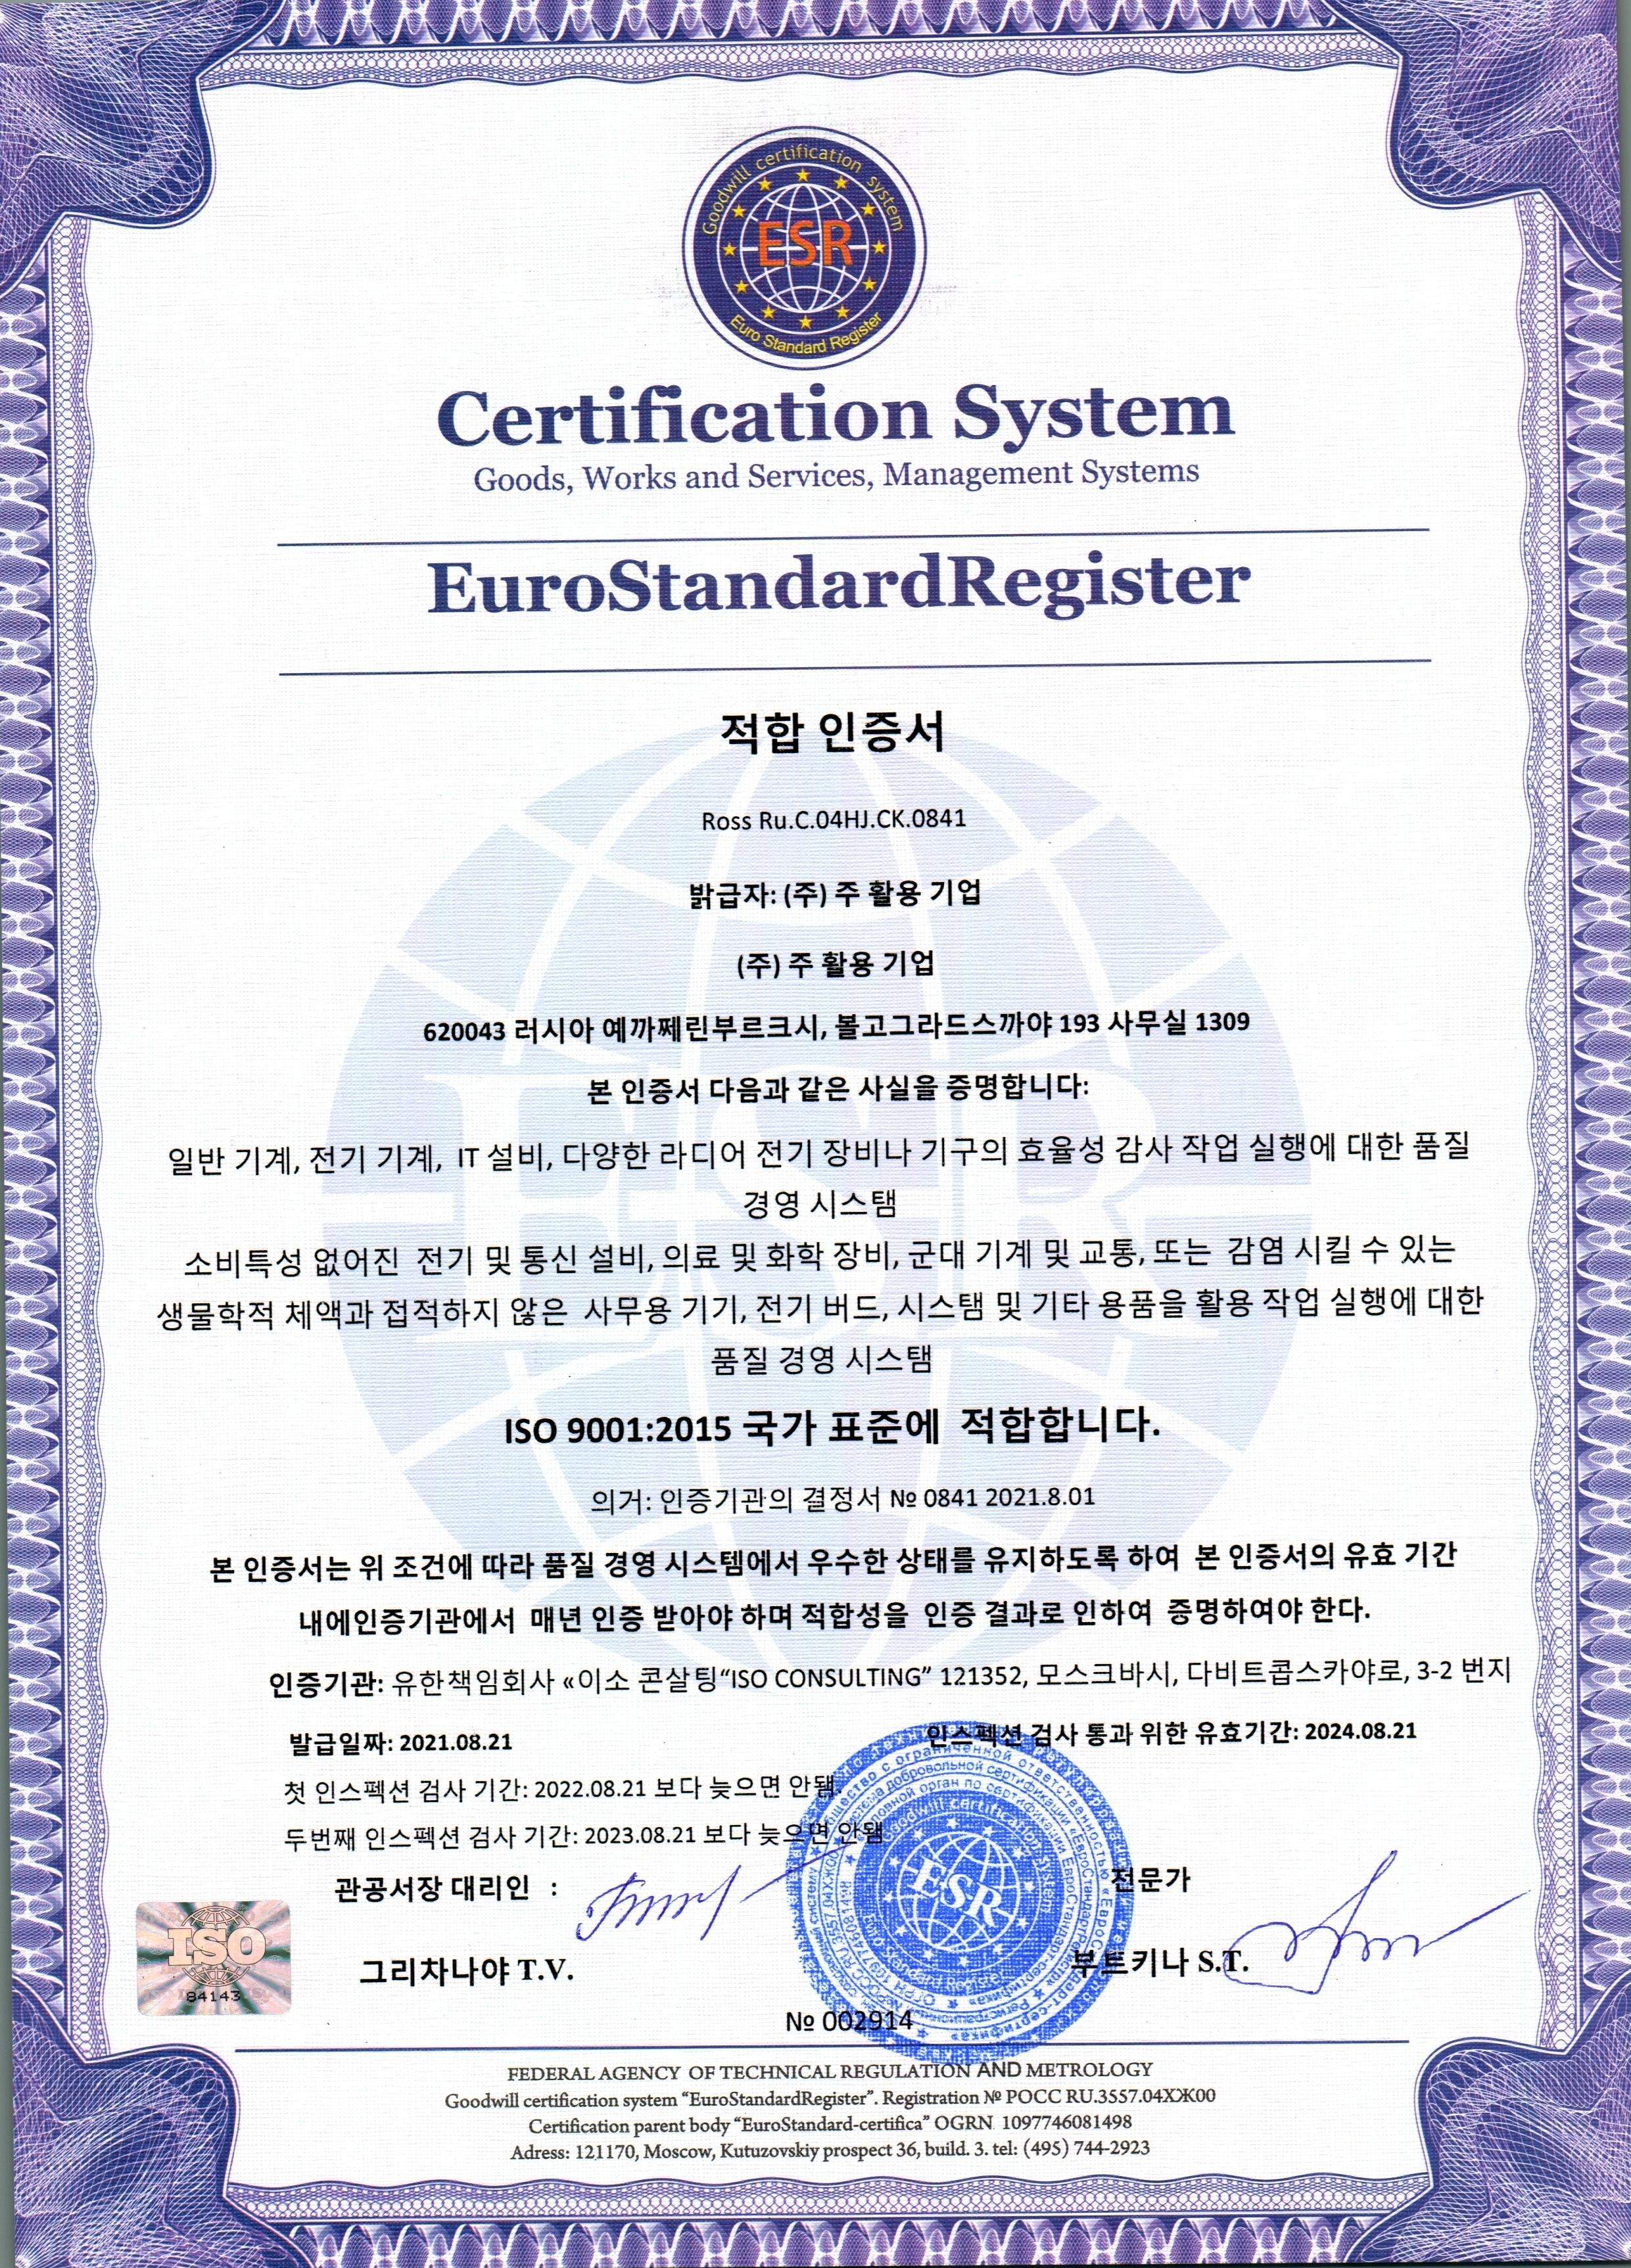 Goodwill certification system
ESR
Euro Standard Register
Certification System
Goods, Works and Services, Management Systems
EuroStandardRegister
적합 인증서
Ross Ru.C.04HJ.CK.0841
밝급자: (주) 주 활용 기업
(주) 주 활용 기업
620043 러시아 예까쩨린부르크시, 볼고그라드스까야 193 사무실 1309
본 인증서 다음과 같은 사실을 증명합니다:
일반 기계, 전기 기계, IT 설비, 다양한 라디어 전기 장비나 기구의 효율성 감사 작업 실행에 대한 품질
경영 시스탬
소비특성 없어진 전기 및 통신 설비, 의료 및 화학 장비, 군대 기계 및 교통, 또는 감염 시킬 수 있는
생물학적 체액과 접적하지 않은 사무용 기기, 전기 버드, 시스탬 및 기타 용품을 활용 작업 실행에 대한
품질 경영 시스탬
ISO 9001:2015 국가 표준에 적합합니다.
의거: 인증기관의 결정서 № 0841 2021.8.01
본 인증서는 위 조건에 따라 품질 경영 시스템에서 우수한 상태를 유지하도록 하여 본 인증서의 유효 기간
내에인증기관에서 매년 인증 받아야 하며 적합성을 인증 결과로 인하여 증명하여야 한다.
인증기관: 유한책임회사 «이소 콘살팅“ISO CONSULTING” 121352, 모스크바시, 다비트콥스카야로, 3-2 번지
발급일짜: 2021.08.21
인스펙션 검사 통과 위한 유효기간: 2024.08.21
첫 인스펙션 검사 기간: 2022.08.21 보다 늦으면 안됌.
두번째 인스펙션 검사 기간: 2023.08.21 보다 늦으면 안됌
관공서장 대리인 :
전문가
ESR
ISO
84143
그리차나야 T.V.
부트키나 S.T.
№ 002914
FEDERAL AGENCY OF TECHNICAL REGULATION AND METROLOGY
Goodwill certification system “EuroStandardRegister”. Registration № РОСС RU.3557.04ХЖ00
Certification parent body “EuroStandard-certifica” OGRN 1097746081498
Adress: 121170, Moscow, Kutuzovskiy prospect 36, build. 3. tel: (495) 744-2923